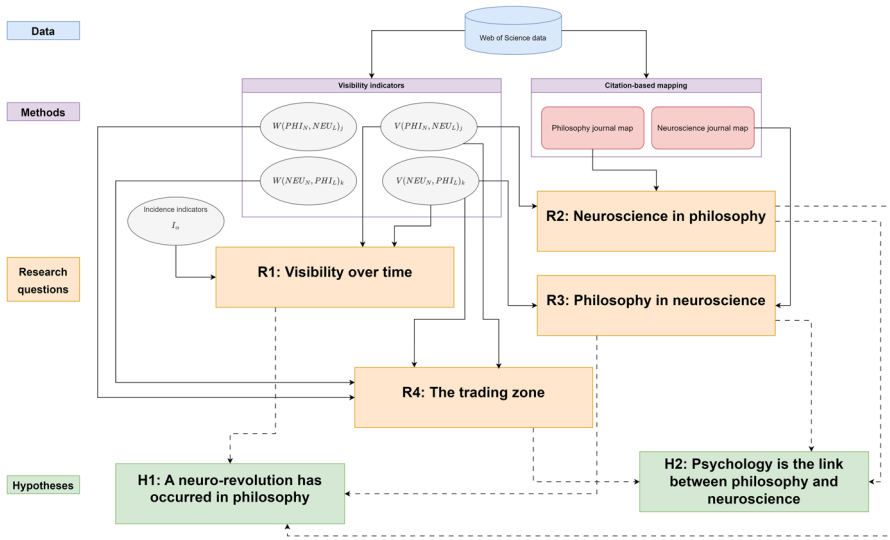 Data
Web of Science data
Methods
Visibility indicators
Citation-based mapping
W(PHI_N, NEU_L)_j
V(PHI_N, NEU_L)_j
Philosophy journal map
Neuroscience journal map
W(NEU_N, PHI_L)_k
V(NEU_N, PHI_L)_k
Incidence indicators
I_α
R2: Neuroscience in philosophy
Research
questions
R1: Visibility over time
R3: Philosophy in neuroscience
R4: The trading zone
Hypotheses
H1: A neuro-revolution has
occurred in philosophy
H2: Psychology is the link
between philosophy and
neuroscience